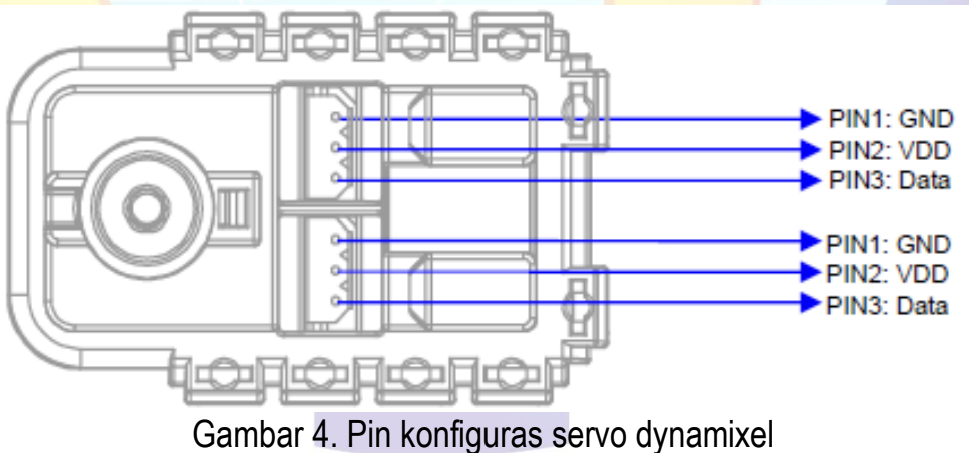 PIN1: GND
PIN2: VDD
PIN3: Data
PIN1: GND
PIN2: VDD
PIN3: Data
Gambar 4. Pin konfiguras servo dynamixel